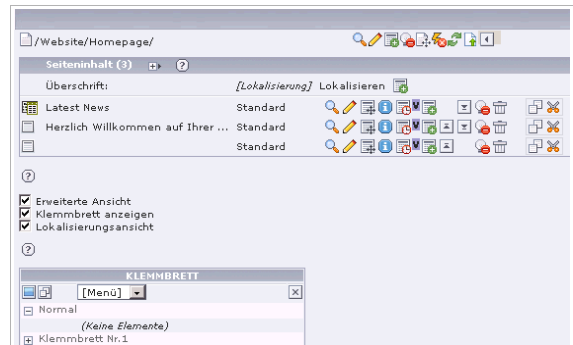 /Website/Homepage/
Seiteninhalt (3)
Überschrift: [Lokalisierung] Lokalisieren
Latest News Standard
Herzlich Willkommen auf Ihrer ... Standard
Standard
Erweiterte Ansicht
Klemmbrett anzeigen
Lokalisierungsansicht
KLEMMBRETT
[Menü]
Normal
(Keine Elemente)
Klemmbrett Nr.1